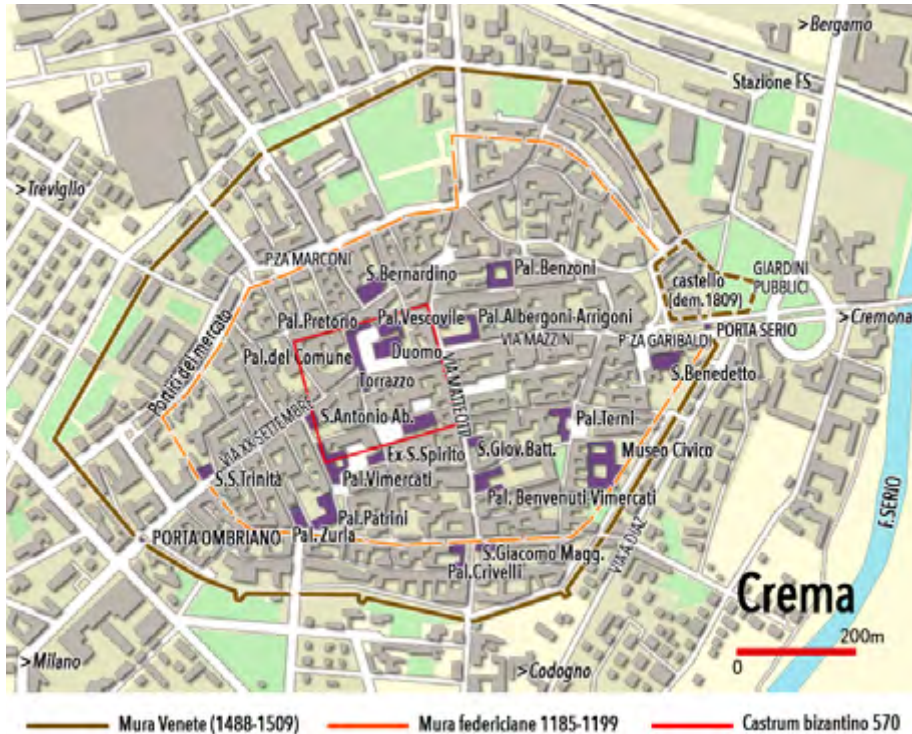 >Bergamo
Stazione FS
>Treviglio
P.ZA MARCONI
S.Bernardino
Pal.Benzoni
castello
(dem.1809)
GIARDINI
PUBBLICI
Pal.Pretorio
Pal.Vescovile
Pal.Albergoni-Arrigoni
>Cremona
Portici del mercato
Pal.del Comune
Duomo
VIA MAZZINI
P.ZA GARIBALDI
PORTA SERIO
Torrazzo
VIA MATTEOTTI
S.Benedetto
VIA XX SETTEMBRE
S.Antonio Ab.
Pal.Terni
S.S.Trinità
Ex S.Spirito
S.Giov.Batt.
Museo Civico
Pal.Vimercati
Pal. Benvenuti Vimercati
F. SERIO
Pal.Patrini
PORTA OMBRIANO
Pal. Zurla
S.Giacomo Magg.
VIA A.DIAZ
Pal.Crivelli
Crema
200m
0
>Milano
>Codogno
Mura Venete (1488-1509)
Mura federiciane 1185-1199
Castrum bizantino 570